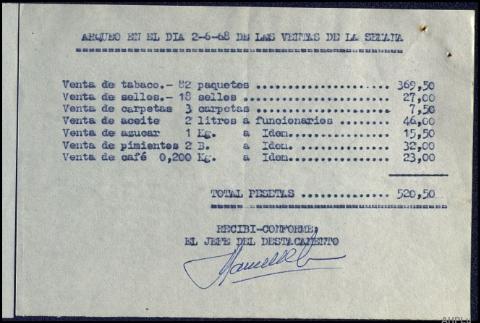 ARQUEO EN EL DIA 2-6-68 DE LAS VENTAS DE LA SEMANA
Venta de tabaco.- 82 paquetes .................. 369,50
Venta de sellos.- 18 sellos .................... 27,00
Venta de carpetas 3 carpetas ................... 7,50
Venta de aceite 2 litros a funcionarios ........ 46,00
Venta de azucar 1 Kg. a Idem. .................. 15,50
Venta de pimientos 2 B. a Idem. ................ 32,00
Venta de café 0,200 Kg. a Idem. ................ 23,00
TOTAL PESETAS ............... 520,50
RECIBI-CONFORME;
EL JEFE DEL DESTACAMENTO